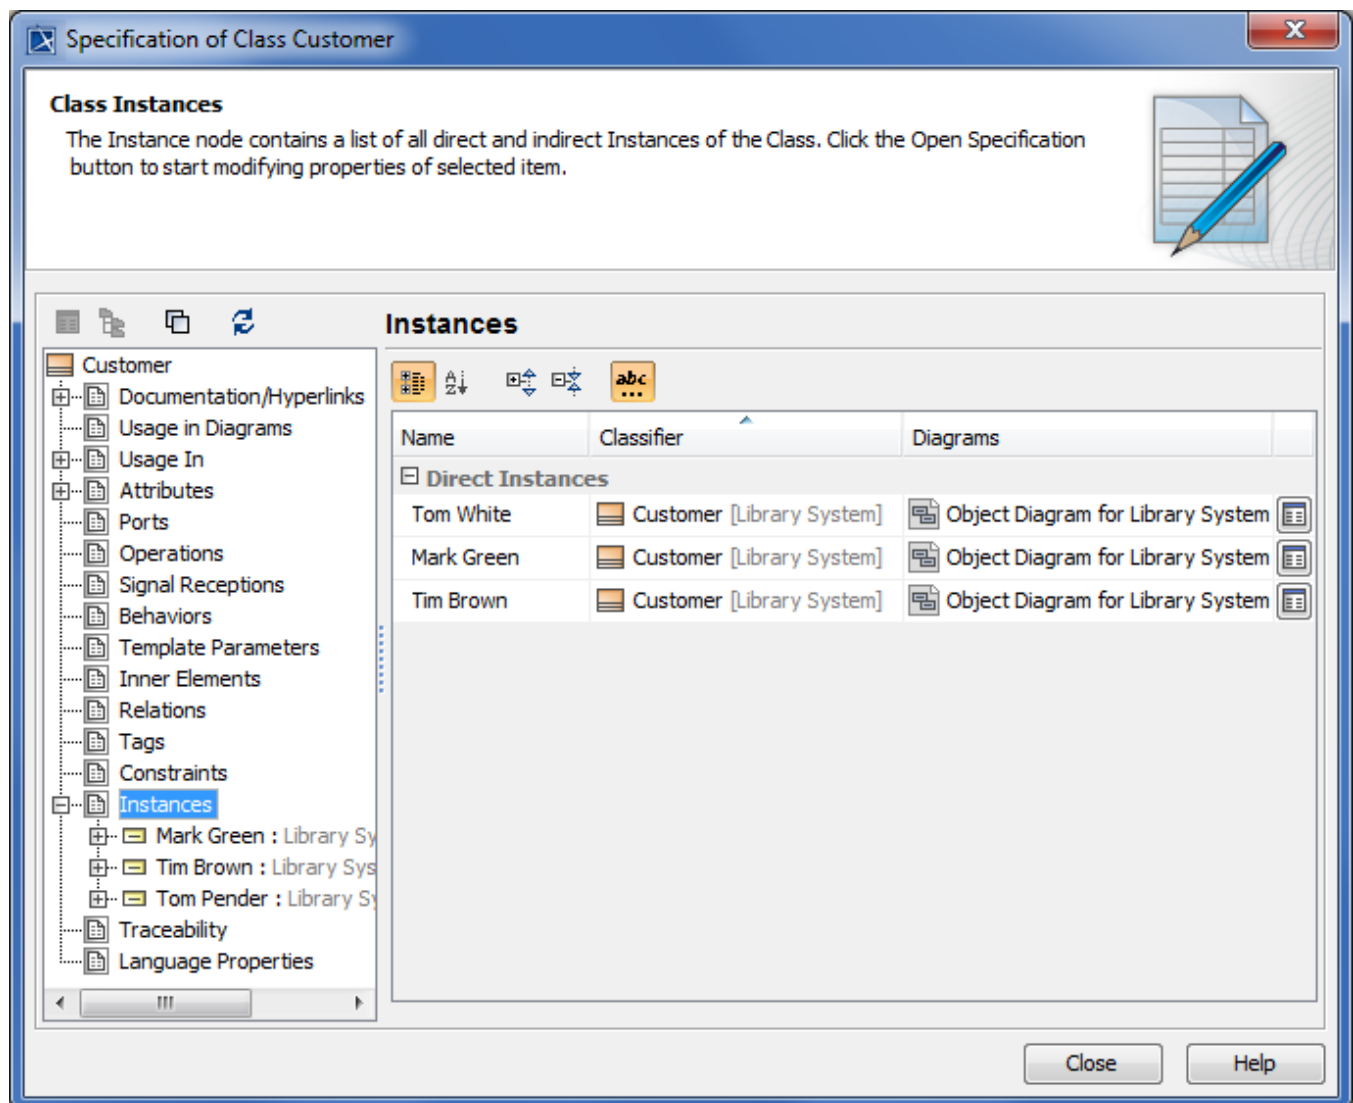 Specification of Class Customer
Class Instances
The Instance node contains a list of all direct and indirect Instances of the Class. Click the Open Specification
button to start modifying properties of selected item.
Instances
Customer
Documentation/Hyperlinks
Usage in Diagrams
Usage In
Attributes
Ports
Operations
Signal Receptions
Behaviors
Template Parameters
Inner Elements
Relations
Tags
Constraints
Instances
Mark Green : Library Sy
Tim Brown : Library Sys
Tom Pender : Library S
Traceability
Language Properties
A
Z
abc
...
Name Classifier Diagrams
Direct Instances
Tom White Customer [Library System] Object Diagram for Library System
Mark Green Customer [Library System] Object Diagram for Library System
Tim Brown Customer [Library System] Object Diagram for Library System
Close Help